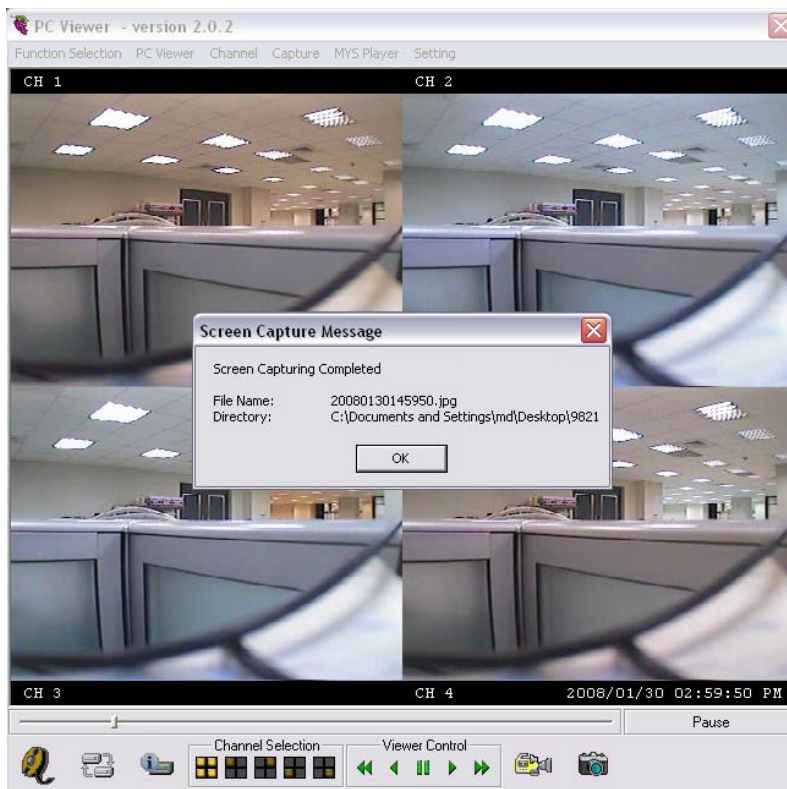 PC Viewer - version 2.0.2
Function Selection PC Viewer Channel Capture MYS Player Setting
CH 1
CH 2
Screen Capture Message
Screen Capturing Completed
File Name: 20080130145950.jpg
Directory: C:\Documents and Settings\md\Desktop\9821
OK
CH 3
CH 4
2008/01/30 02:59:50 PM
Pause
Channel Selection
Viewer Control